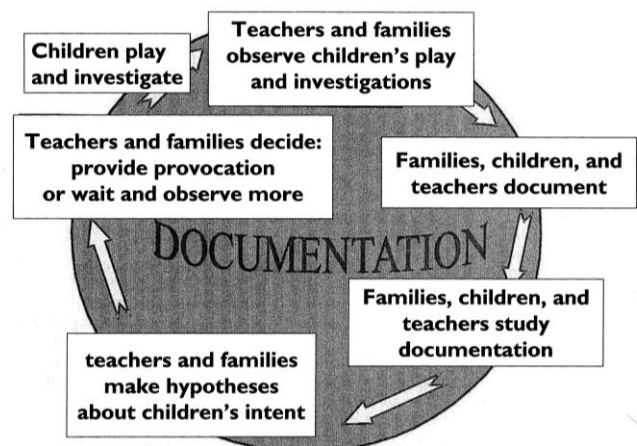 Children play
and investigate
Teachers and families
observe children’s play
and investigations
Families, children, and
teachers document
Families, children, and
teachers study
documentation
teachers and families
make hypotheses
about children’s intent
Teachers and families decide:
provide provocation
or wait and observe more
DOCUMENTATION